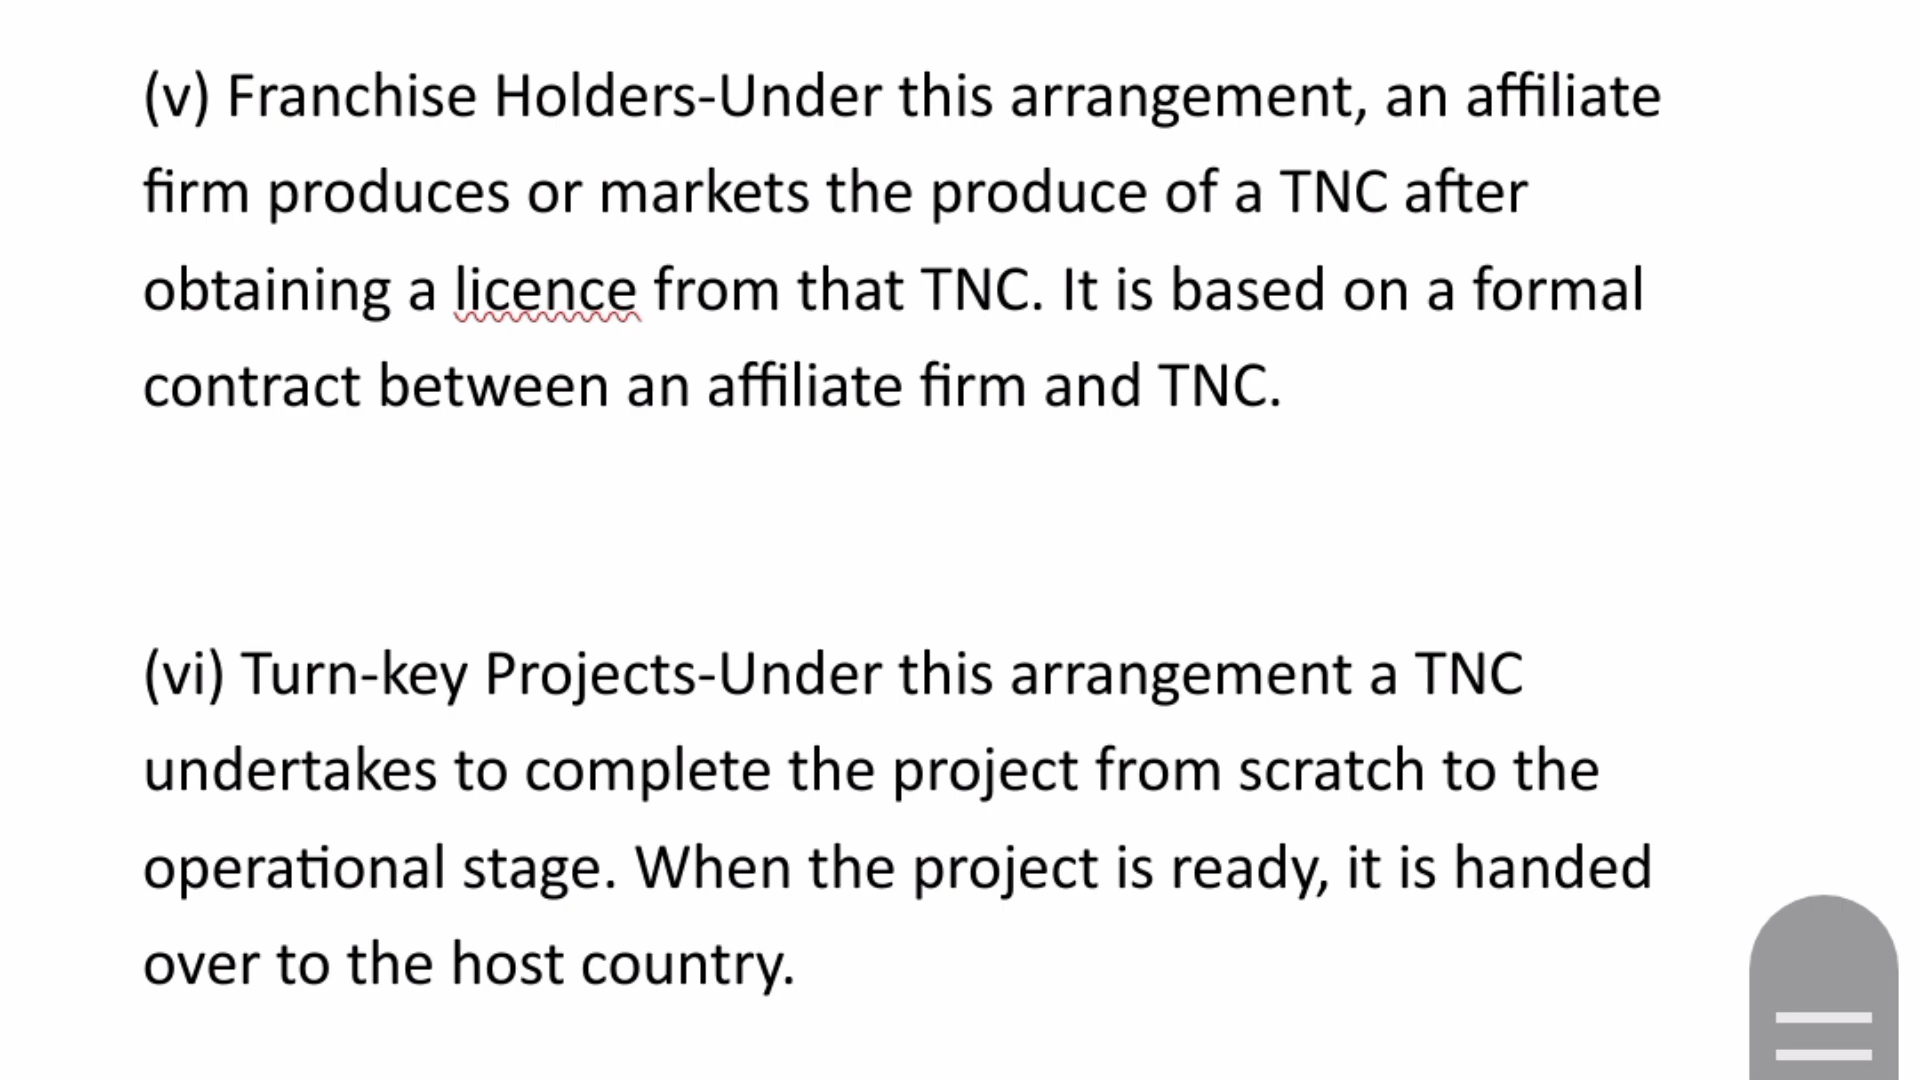 (v) Franchise Holders-Under this arrangement, an affiliate
firm produces or markets the produce of a TNC after
obtaining a licence from that TNC. It is based on a formal
contract between an affiliate firm and TNC.
(vi) Turn-key Projects-Under this arrangement a TNC
undertakes to complete the project from scratch to the
operational stage. When the project is ready, it is handed
over to the host country.